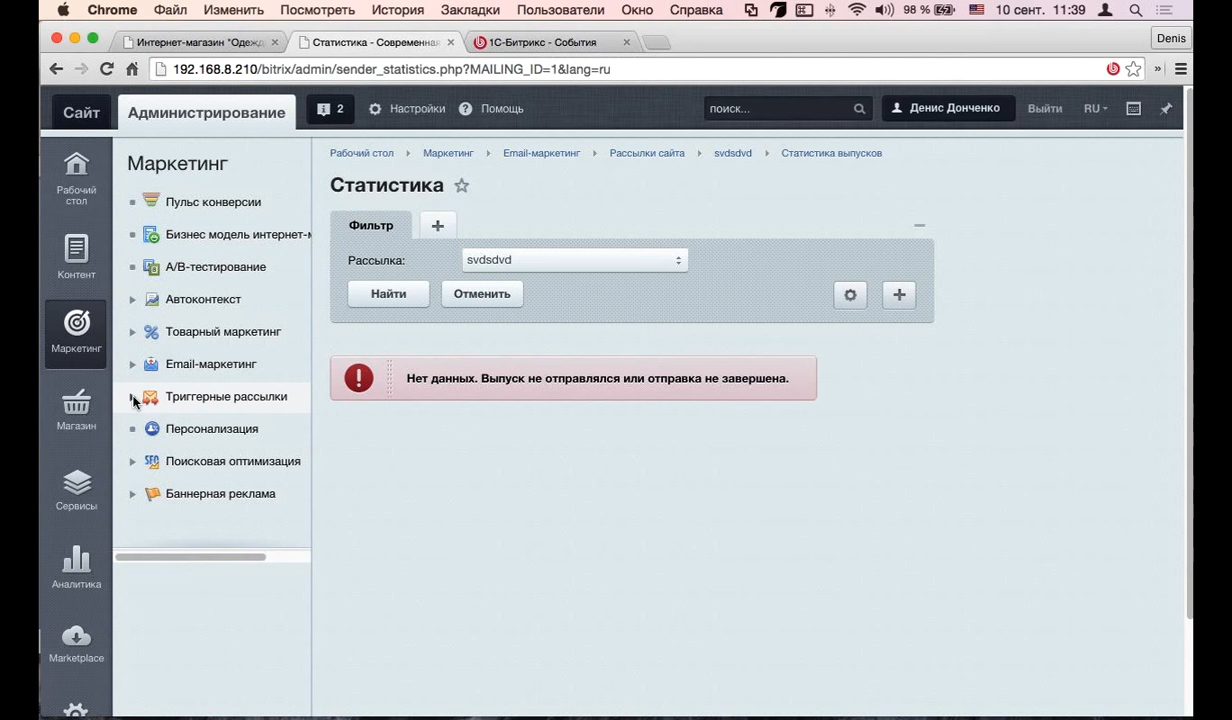 Chrome Файл Изменить Посмотреть История Закладки Пользователи Окно Справка 98 % 10 сент. 11:39
Интернет-магазин "Одежд Статистика - Современная 1С-Битрикс - События Denis
192.168.8.210/bitrix/admin/sender_statistics.php?MAILING_ID=1&lang=ru
Сайт Администрирование 2 Настройки Помощь поиск... Денис Донченко Выйти RU
Рабочий стол
Контент
Маркетинг
Магазин
Сервисы
Аналитика
Marketplace
Маркетинг
Пульс конверсии
Бизнес модель интернет-м
A/B-тестирование
Автоконтекст
Товарный маркетинг
Email-маркетинг
Триггерные рассылки
Персонализация
Поисковая оптимизация
Баннерная реклама
Рабочий стол Маркетинг Email-маркетинг Рассылки сайта svdsdvd Статистика выпусков
Статистика
Фильтр
Рассылка: svdsdvd
Найти Отменить
Нет данных. Выпуск не отправлялся или отправка не завершена.